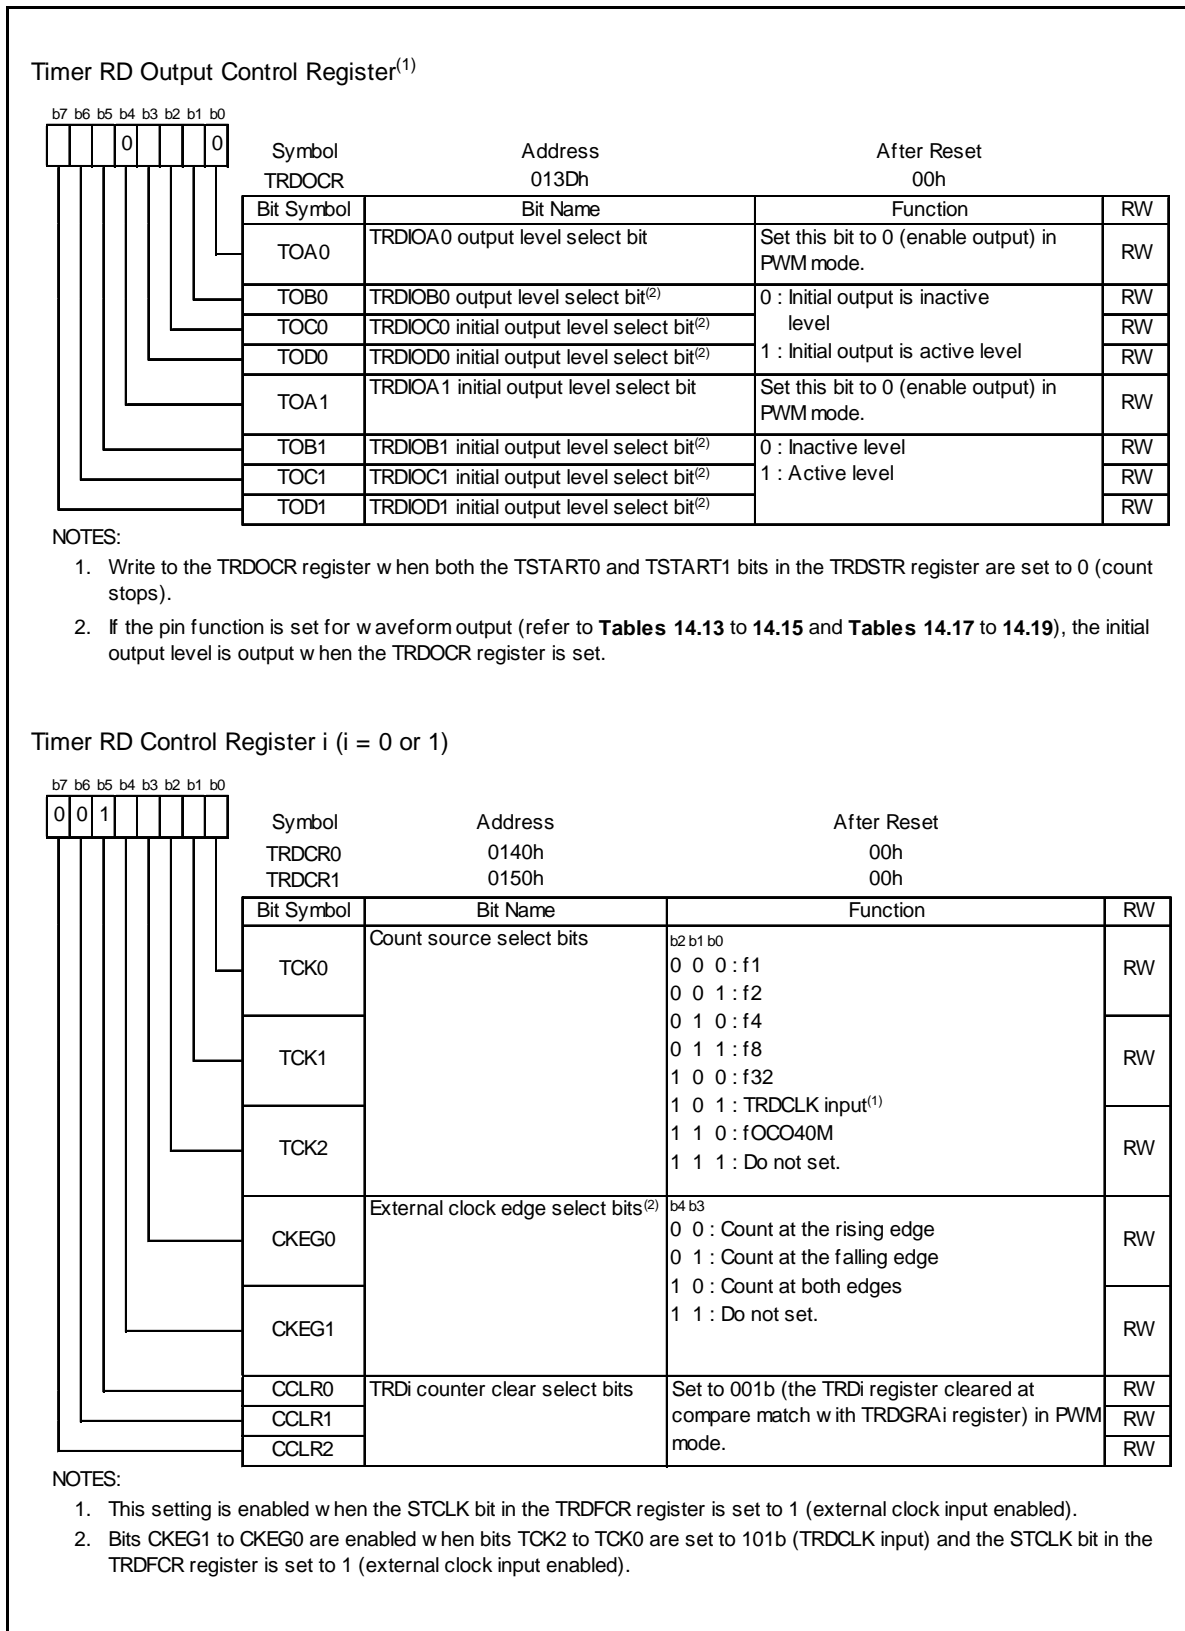 Timer RD Output Control Register(1)
b7 b6 b5 b4 b3 b2 b1 b0
0 0
Symbol Address After Reset
TRDOCR 013Dh 00h
Bit Symbol Bit Name Function RW
TOA0 TRDIOA0 output level select bit Set this bit to 0 (enable output) in PWM mode. RW
TOB0 TRDIOB0 output level select bit(2) 0 : Initial output is inactive level RW
TOC0 TRDIOC0 initial output level select bit(2) RW
TOD0 TRDIOD0 initial output level select bit(2) 1 : Initial output is active level RW
TOA1 TRDIOA1 initial output level select bit Set this bit to 0 (enable output) in PWM mode. RW
TOB1 TRDIOB1 initial output level select bit(2) 0 : Inactive level RW
TOC1 TRDIOC1 initial output level select bit(2) 1 : Active level RW
TOD1 TRDIOD1 initial output level select bit(2) RW
NOTES:
1. Write to the TRDOCR register when both the TSTART0 and TSTART1 bits in the TRDSTR register are set to 0 (count
stops).
2. If the pin function is set for waveform output (refer to Tables 14.13 to 14.15 and Tables 14.17 to 14.19), the initial
output level is output when the TRDOCR register is set.
Timer RD Control Register i (i = 0 or 1)
b7 b6 b5 b4 b3 b2 b1 b0
0 0 1
Symbol Address After Reset
TRDCR0 0140h 00h
TRDCR1 0150h 00h
Bit Symbol Bit Name Function RW
TCK0 Count source select bits b2 b1 b0 RW
0 0 0 : f1
0 0 1 : f2
0 1 0 : f4
TCK1 0 1 1 : f8 RW
1 0 0 : f32
1 0 1 : TRDCLK input(1)
TCK2 1 1 0 : fOCO40M RW
1 1 1 : Do not set.
External clock edge select bits(2) b4 b3
CKEG0 0 0 : Count at the rising edge RW
0 1 : Count at the falling edge
1 0 : Count at both edges
CKEG1 1 1 : Do not set. RW
CCLR0 TRDi counter clear select bits Set to 001b (the TRDi register cleared at RW
CCLR1 compare match with TRDGRAi register) in PWM RW
CCLR2 mode. RW
NOTES:
1. This setting is enabled when the STCLK bit in the TRDFCR register is set to 1 (external clock input enabled).
2. Bits CKEG1 to CKEG0 are enabled when bits TCK2 to TCK0 are set to 101b (TRDCLK input) and the STCLK bit in the
TRDFCR register is set to 1 (external clock input enabled).